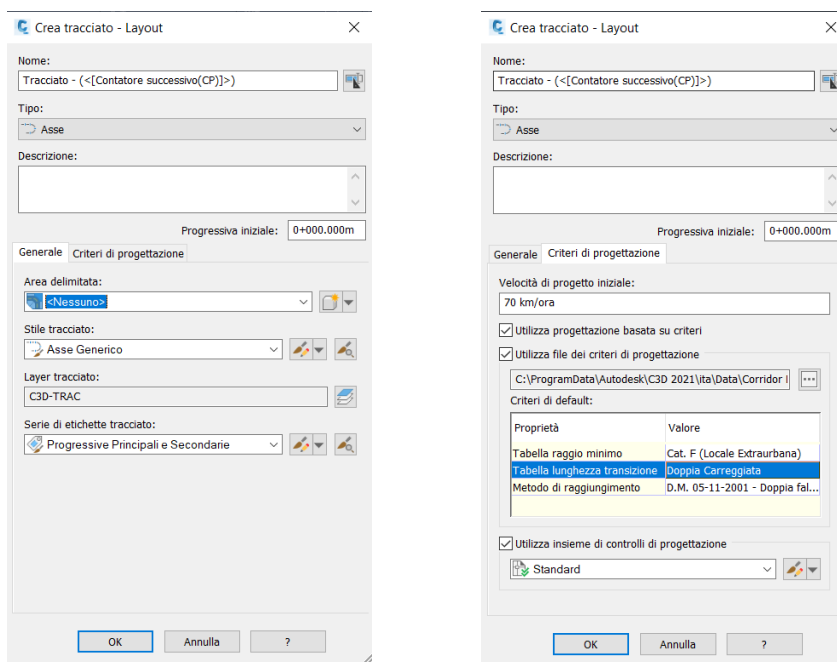 Crea tracciato - Layout
Nome:
Tracciato - (<[Contatore successivo(CP)]>)
Tipo:
Asse
Descrizione:
Progressiva iniziale: 0+000.000m
Generale Criteri di progettazione
Area delimitata:
<Nessuno>
Stile tracciato:
Asse Generico
Layer tracciato:
C3D-TRAC
Serie di etichette tracciato:
Progressive Principali e Secondarie
OK Annulla ?
Crea tracciato - Layout
Nome:
Tracciato - (<[Contatore successivo(CP)]>)
Tipo:
Asse
Descrizione:
Progressiva iniziale: 0+000.000m
Generale Criteri di progettazione
Velocità di progetto iniziale:
70 km/ora
Utilizza progettazione basata su criteri
Utilizza file dei criteri di progettazione
C:\ProgramData\Autodesk\C3D 2021\ita\Data\Corridor
Criteri di default:
Proprietà Valore
Tabella raggio minimo Cat. F (Locale Extraurbana)
Tabella lunghezza transizione Doppia Carreggiata
Metodo di raggiungimento D.M. 05-11-2001 - Doppia fal...
Utilizza insieme di controlli di progettazione
Standard
OK Annulla ?